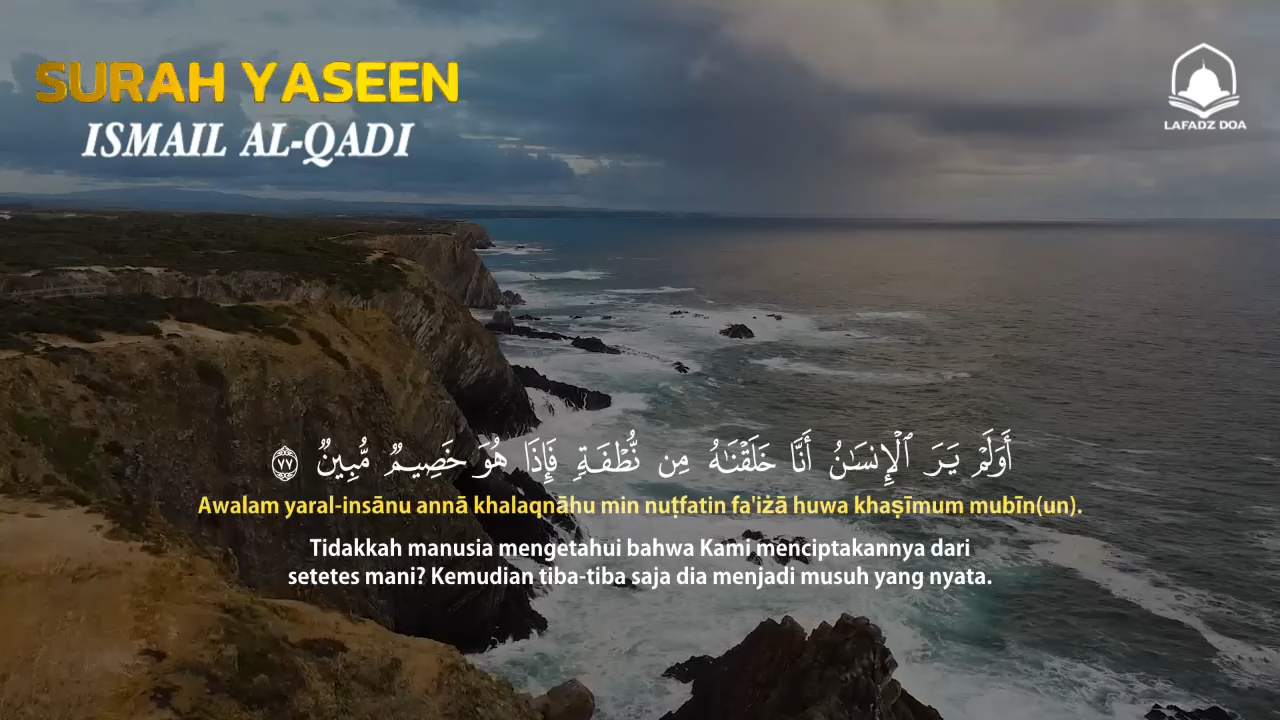 SURAH YASEEN
ISMAIL AL-QADI
LAFADZ DOA
أَوَلَمْ يَرَ ٱلْإِنسَـٰنُ أَنَّا خَلَقْنَـٰهُ مِن نُّطْفَةٍ فَإِذَا هُوَ خَصِيمٌ مُّبِينٌ ٧٧
Awalam yaral-insānu annā khalaqnāhu min nuṭfatin fa'iżā huwa khaṣīmum mubīn(un).
Tidakkah manusia mengetahui bahwa Kami menciptakannya dari
setetes mani? Kemudian tiba-tiba saja dia menjadi musuh yang nyata.